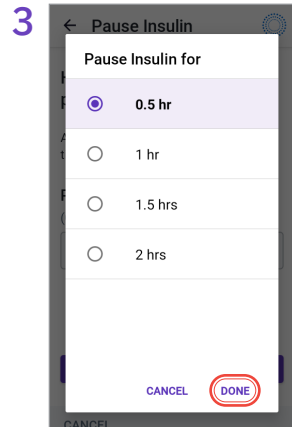 3
Pause Insulin
Pause Insulin for
0.5 hr
1 hr
1.5 hrs
2 hrs
CANCEL DONE
CANCEL